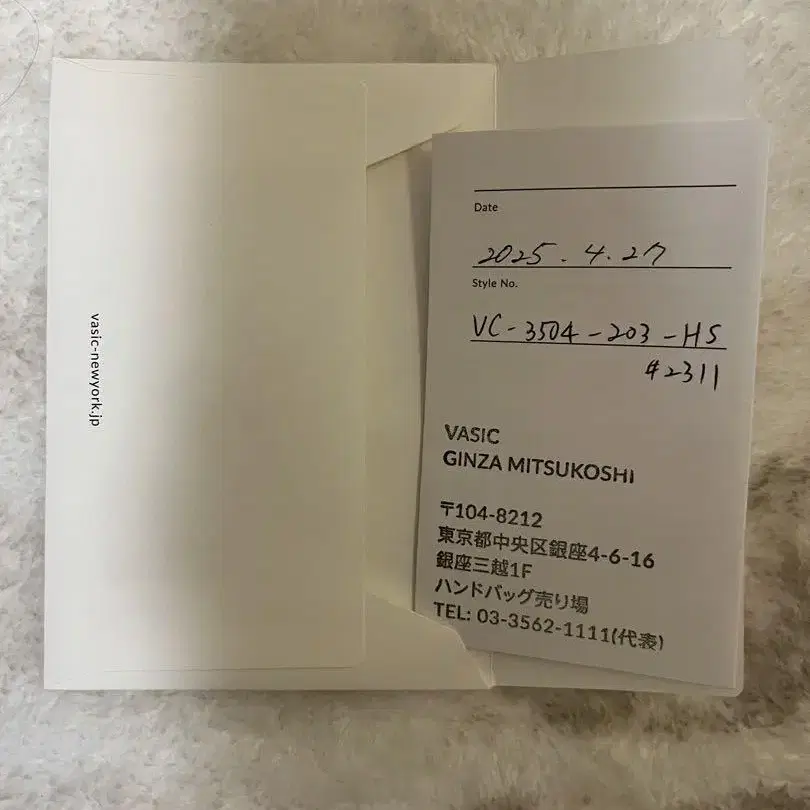 vasic-newyork.jp
Date
2025.4.27
Style No.
VC-3504-203-HS
#2311
VASIC
GINZA MITSUKOSHI
〒104-8212
東京都中央区銀座4-6-16
銀座三越1F
ハンドバッグ売り場
TEL: 03-3562-1111(代表)